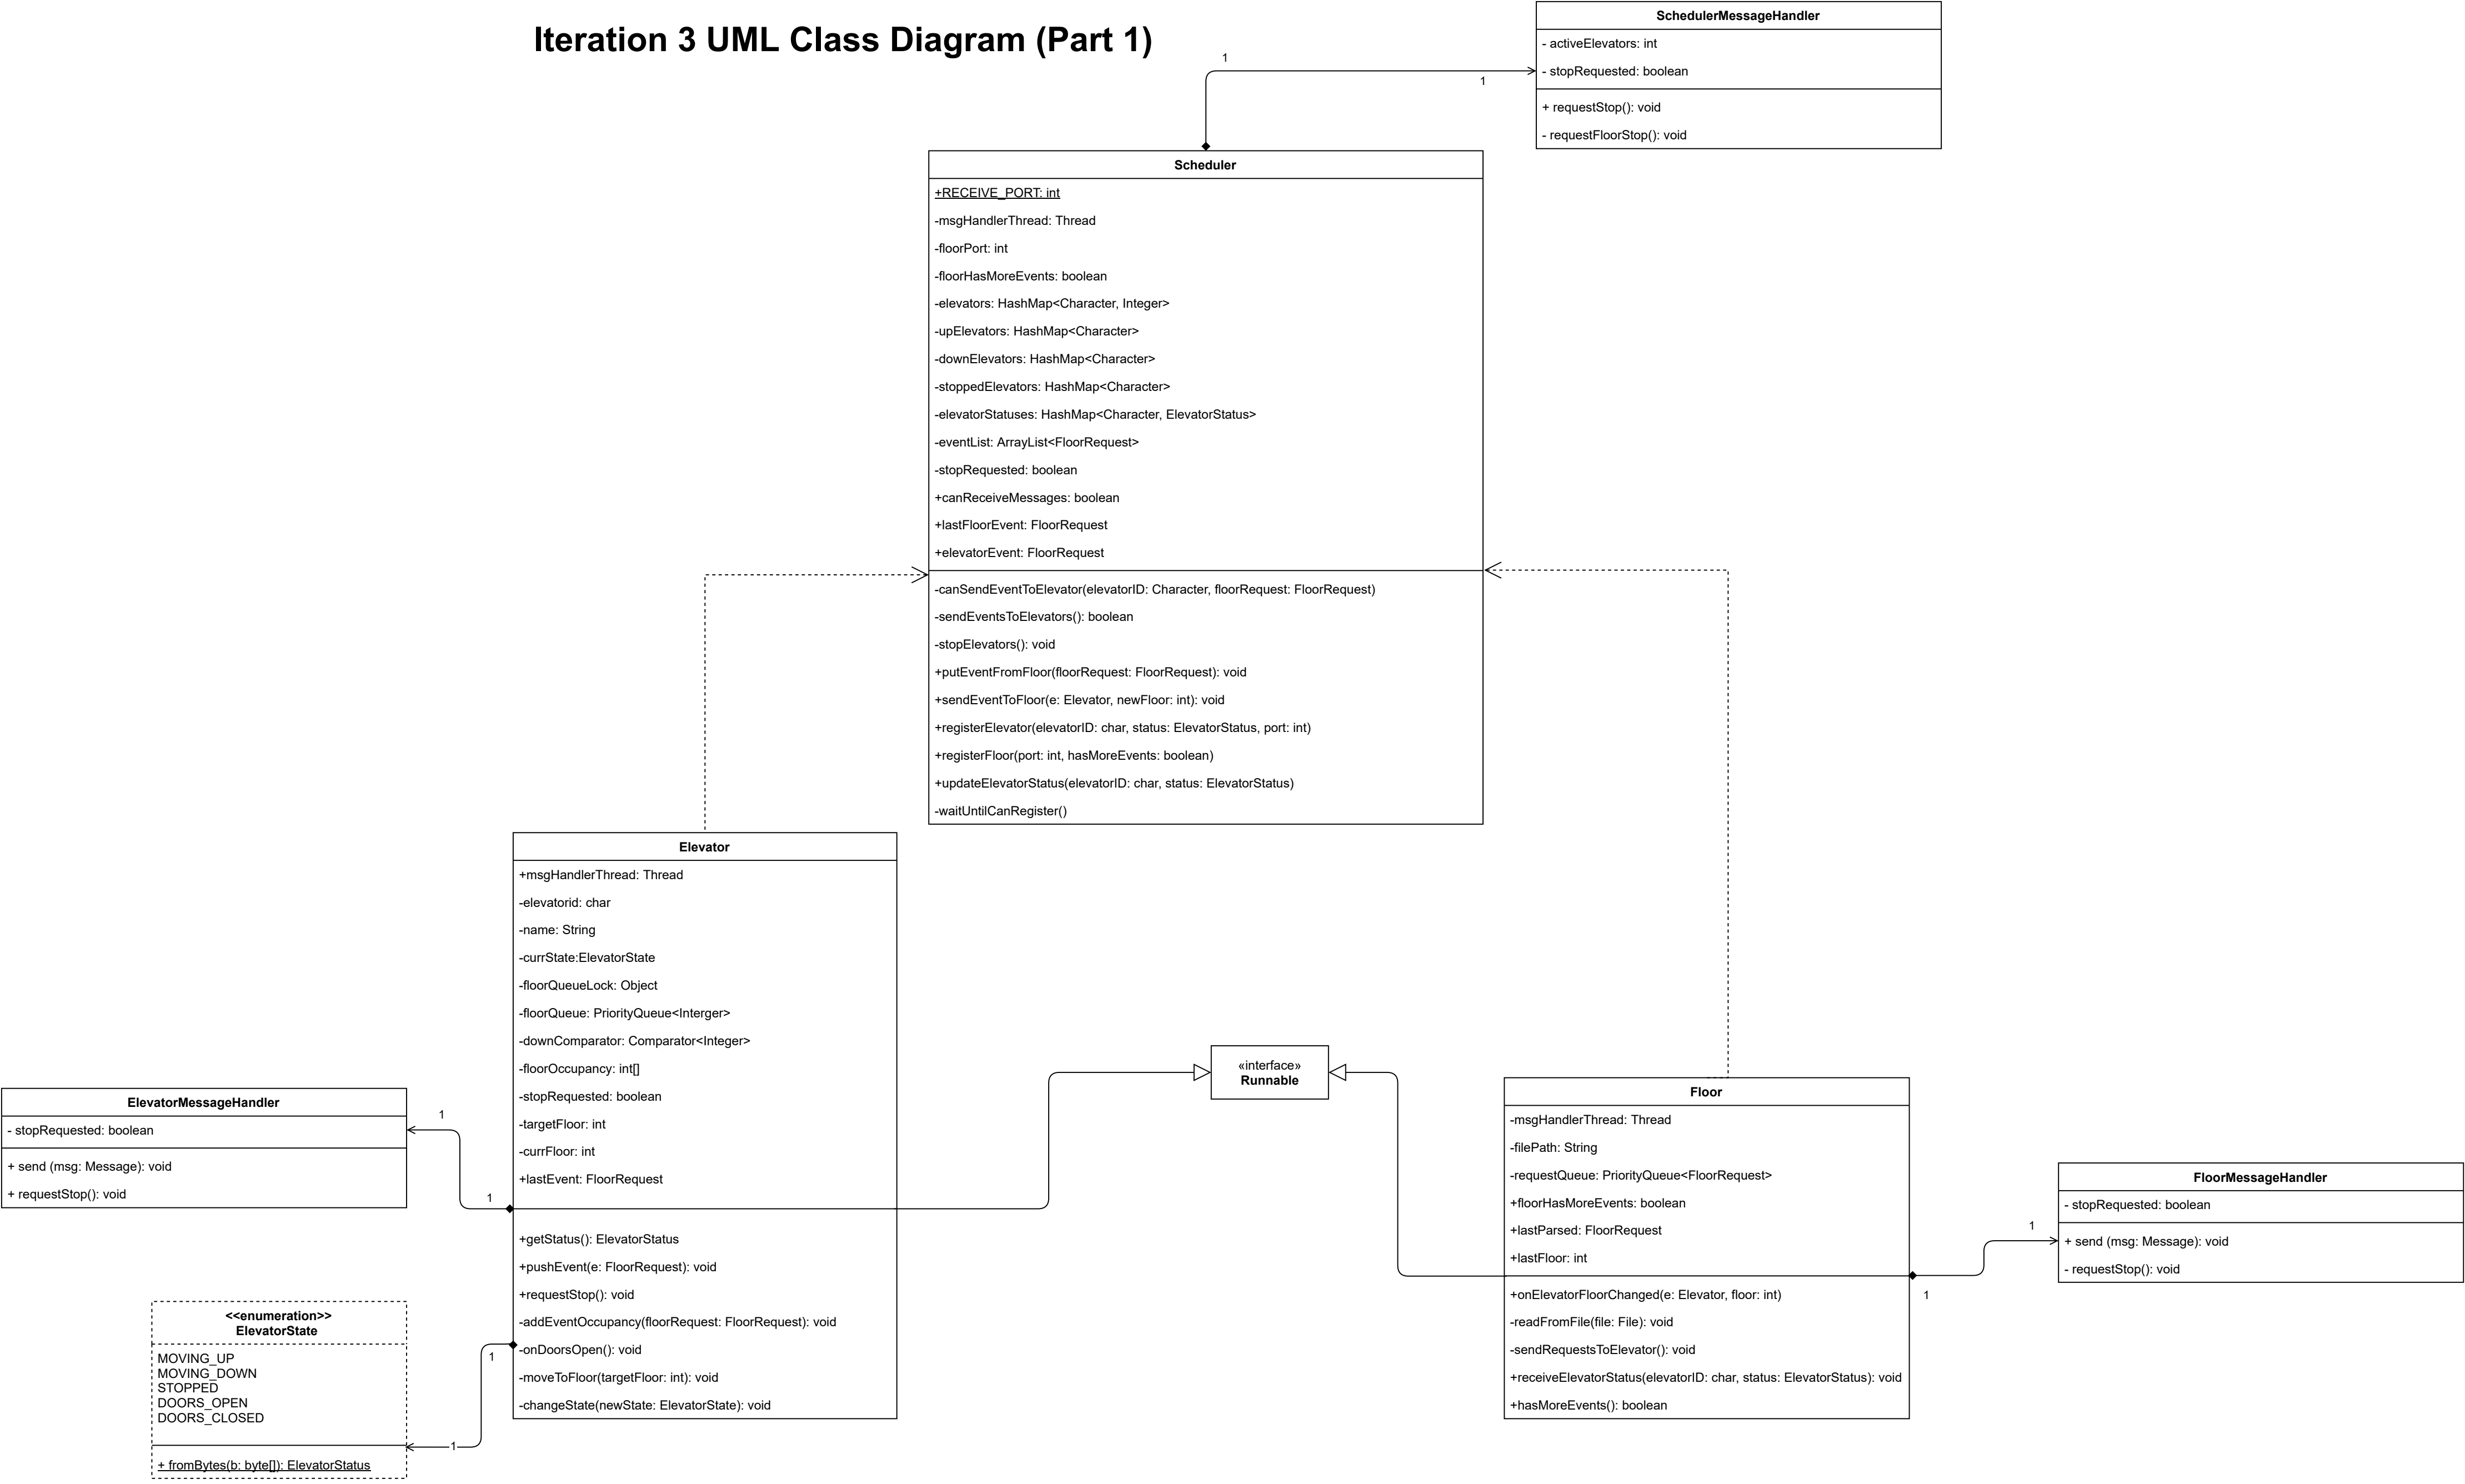 Iteration 3 UML Class Diagram (Part 1)
SchedulerMessageHandler
- activeElevators: int
- stopRequested: boolean
+ requestStop(): void
- requestFloorStop(): void
1
1
Scheduler
+RECEIVE_PORT: int
-msgHandlerThread: Thread
-floorPort: int
-floorHasMoreEvents: boolean
-elevators: HashMap<Character, Integer>
-upElevators: HashMap<Character>
-downElevators: HashMap<Character>
-stoppedElevators: HashMap<Character>
-elevatorStatuses: HashMap<Character, ElevatorStatus>
-eventList: ArrayList<FloorRequest>
-stopRequested: boolean
+canReceiveMessages: boolean
+lastFloorEvent: FloorRequest
+elevatorEvent: FloorRequest
-canSendEventToElevator(elevatorID: Character, floorRequest: FloorRequest)
-sendEventsToElevators(): boolean
-stopElevators(): void
+putEventFromFloor(floorRequest: FloorRequest): void
+sendEventToFloor(e: Elevator, newFloor: int): void
+registerElevator(elevatorID: char, status: ElevatorStatus, port: int)
+registerFloor(port: int, hasMoreEvents: boolean)
+updateElevatorStatus(elevatorID: char, status: ElevatorStatus)
-waitUntilCanRegister()
Elevator
+msgHandlerThread: Thread
-elevatorid: char
-name: String
-currState:ElevatorState
-floorQueueLock: Object
-floorQueue: PriorityQueue<Interger>
-downComparator: Comparator<Integer>
-floorOccupancy: int[]
-stopRequested: boolean
-targetFloor: int
-currFloor: int
+lastEvent: FloorRequest
+getStatus(): ElevatorStatus
+pushEvent(e: FloorRequest): void
+requestStop(): void
-addEventOccupancy(floorRequest: FloorRequest): void
-onDoorsOpen(): void
-moveToFloor(targetFloor: int): void
-changeState(newState: ElevatorState): void
ElevatorMessageHandler
- stopRequested: boolean
+ send (msg: Message): void
+ requestStop(): void
1
1
<<enumeration>>
ElevatorState
MOVING_UP
MOVING_DOWN
STOPPED
DOORS_OPEN
DOORS_CLOSED
+ fromBytes(b: byte[]): ElevatorStatus
1
1
«interface»
Runnable
Floor
-msgHandlerThread: Thread
-filePath: String
-requestQueue: PriorityQueue<FloorRequest>
+floorHasMoreEvents: boolean
+lastParsed: FloorRequest
+lastFloor: int
+onElevatorFloorChanged(e: Elevator, floor: int)
-readFromFile(file: File): void
-sendRequestsToElevator(): void
+receiveElevatorStatus(elevatorID: char, status: ElevatorStatus): void
+hasMoreEvents(): boolean
FloorMessageHandler
- stopRequested: boolean
+ send (msg: Message): void
- requestStop(): void
1
1